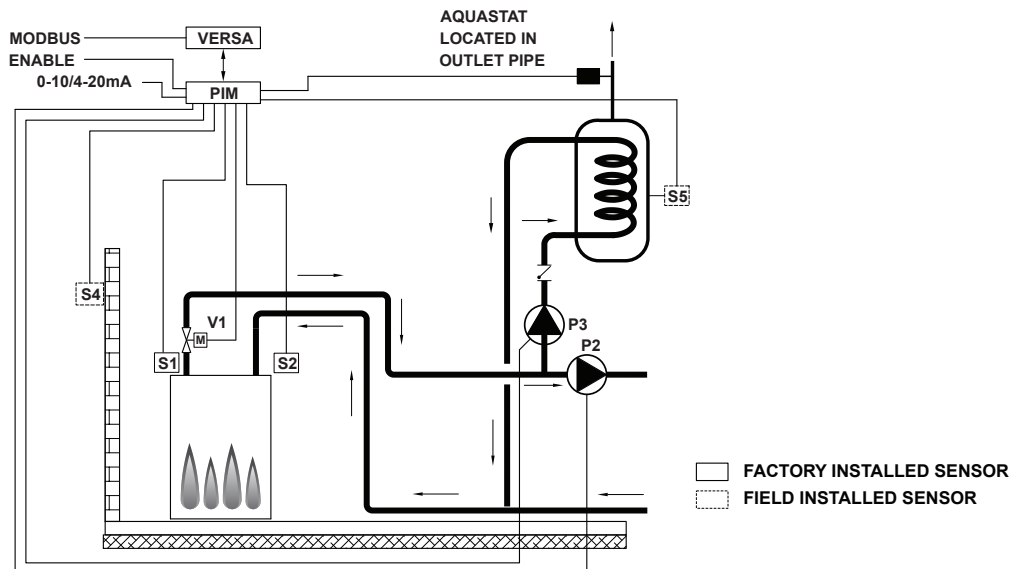 MODBUS
VERSA
ENABLE
0-10/4-20mA
PIM
AQUASTAT
LOCATED IN
OUTLET PIPE
S5
S4
V1
M
S1
S2
P3
P2
FACTORY INSTALLED SENSOR
FIELD INSTALLED SENSOR